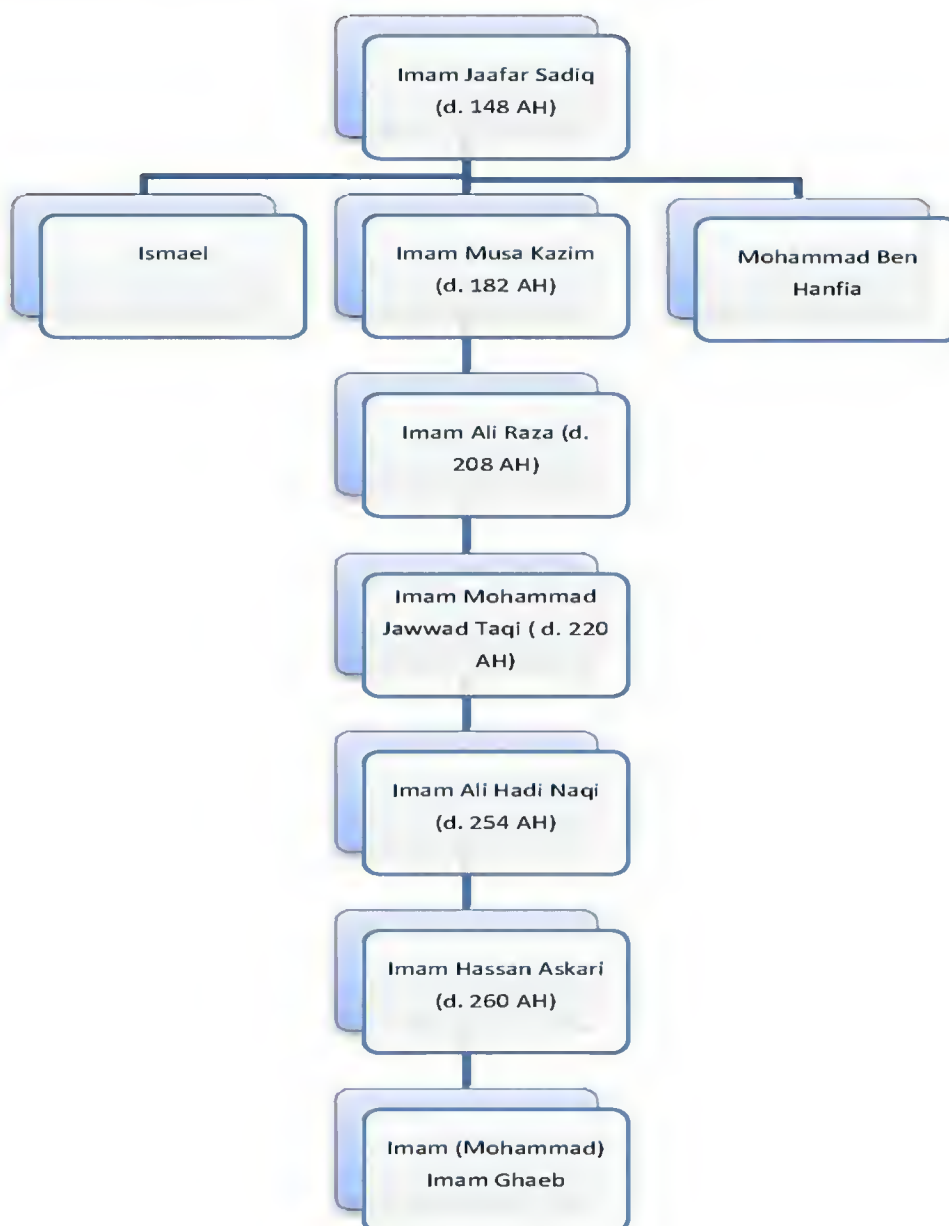 Imam Jaafar Sadiq
(d. 148 AH)
Ismael
Imam Musa Kazim
(d. 182 AH)
Mohammad Ben
Hanfia
Imam Ali Raza (d.
208 AH)
Imam Mohammad
Jawwad Taqi ( d. 220
AH)
Imam Ali Hadi Naqi
(d. 254 AH)
Imam Hassan Askari
(d. 260 AH)
Imam (Mohammad)
Imam Ghaeb